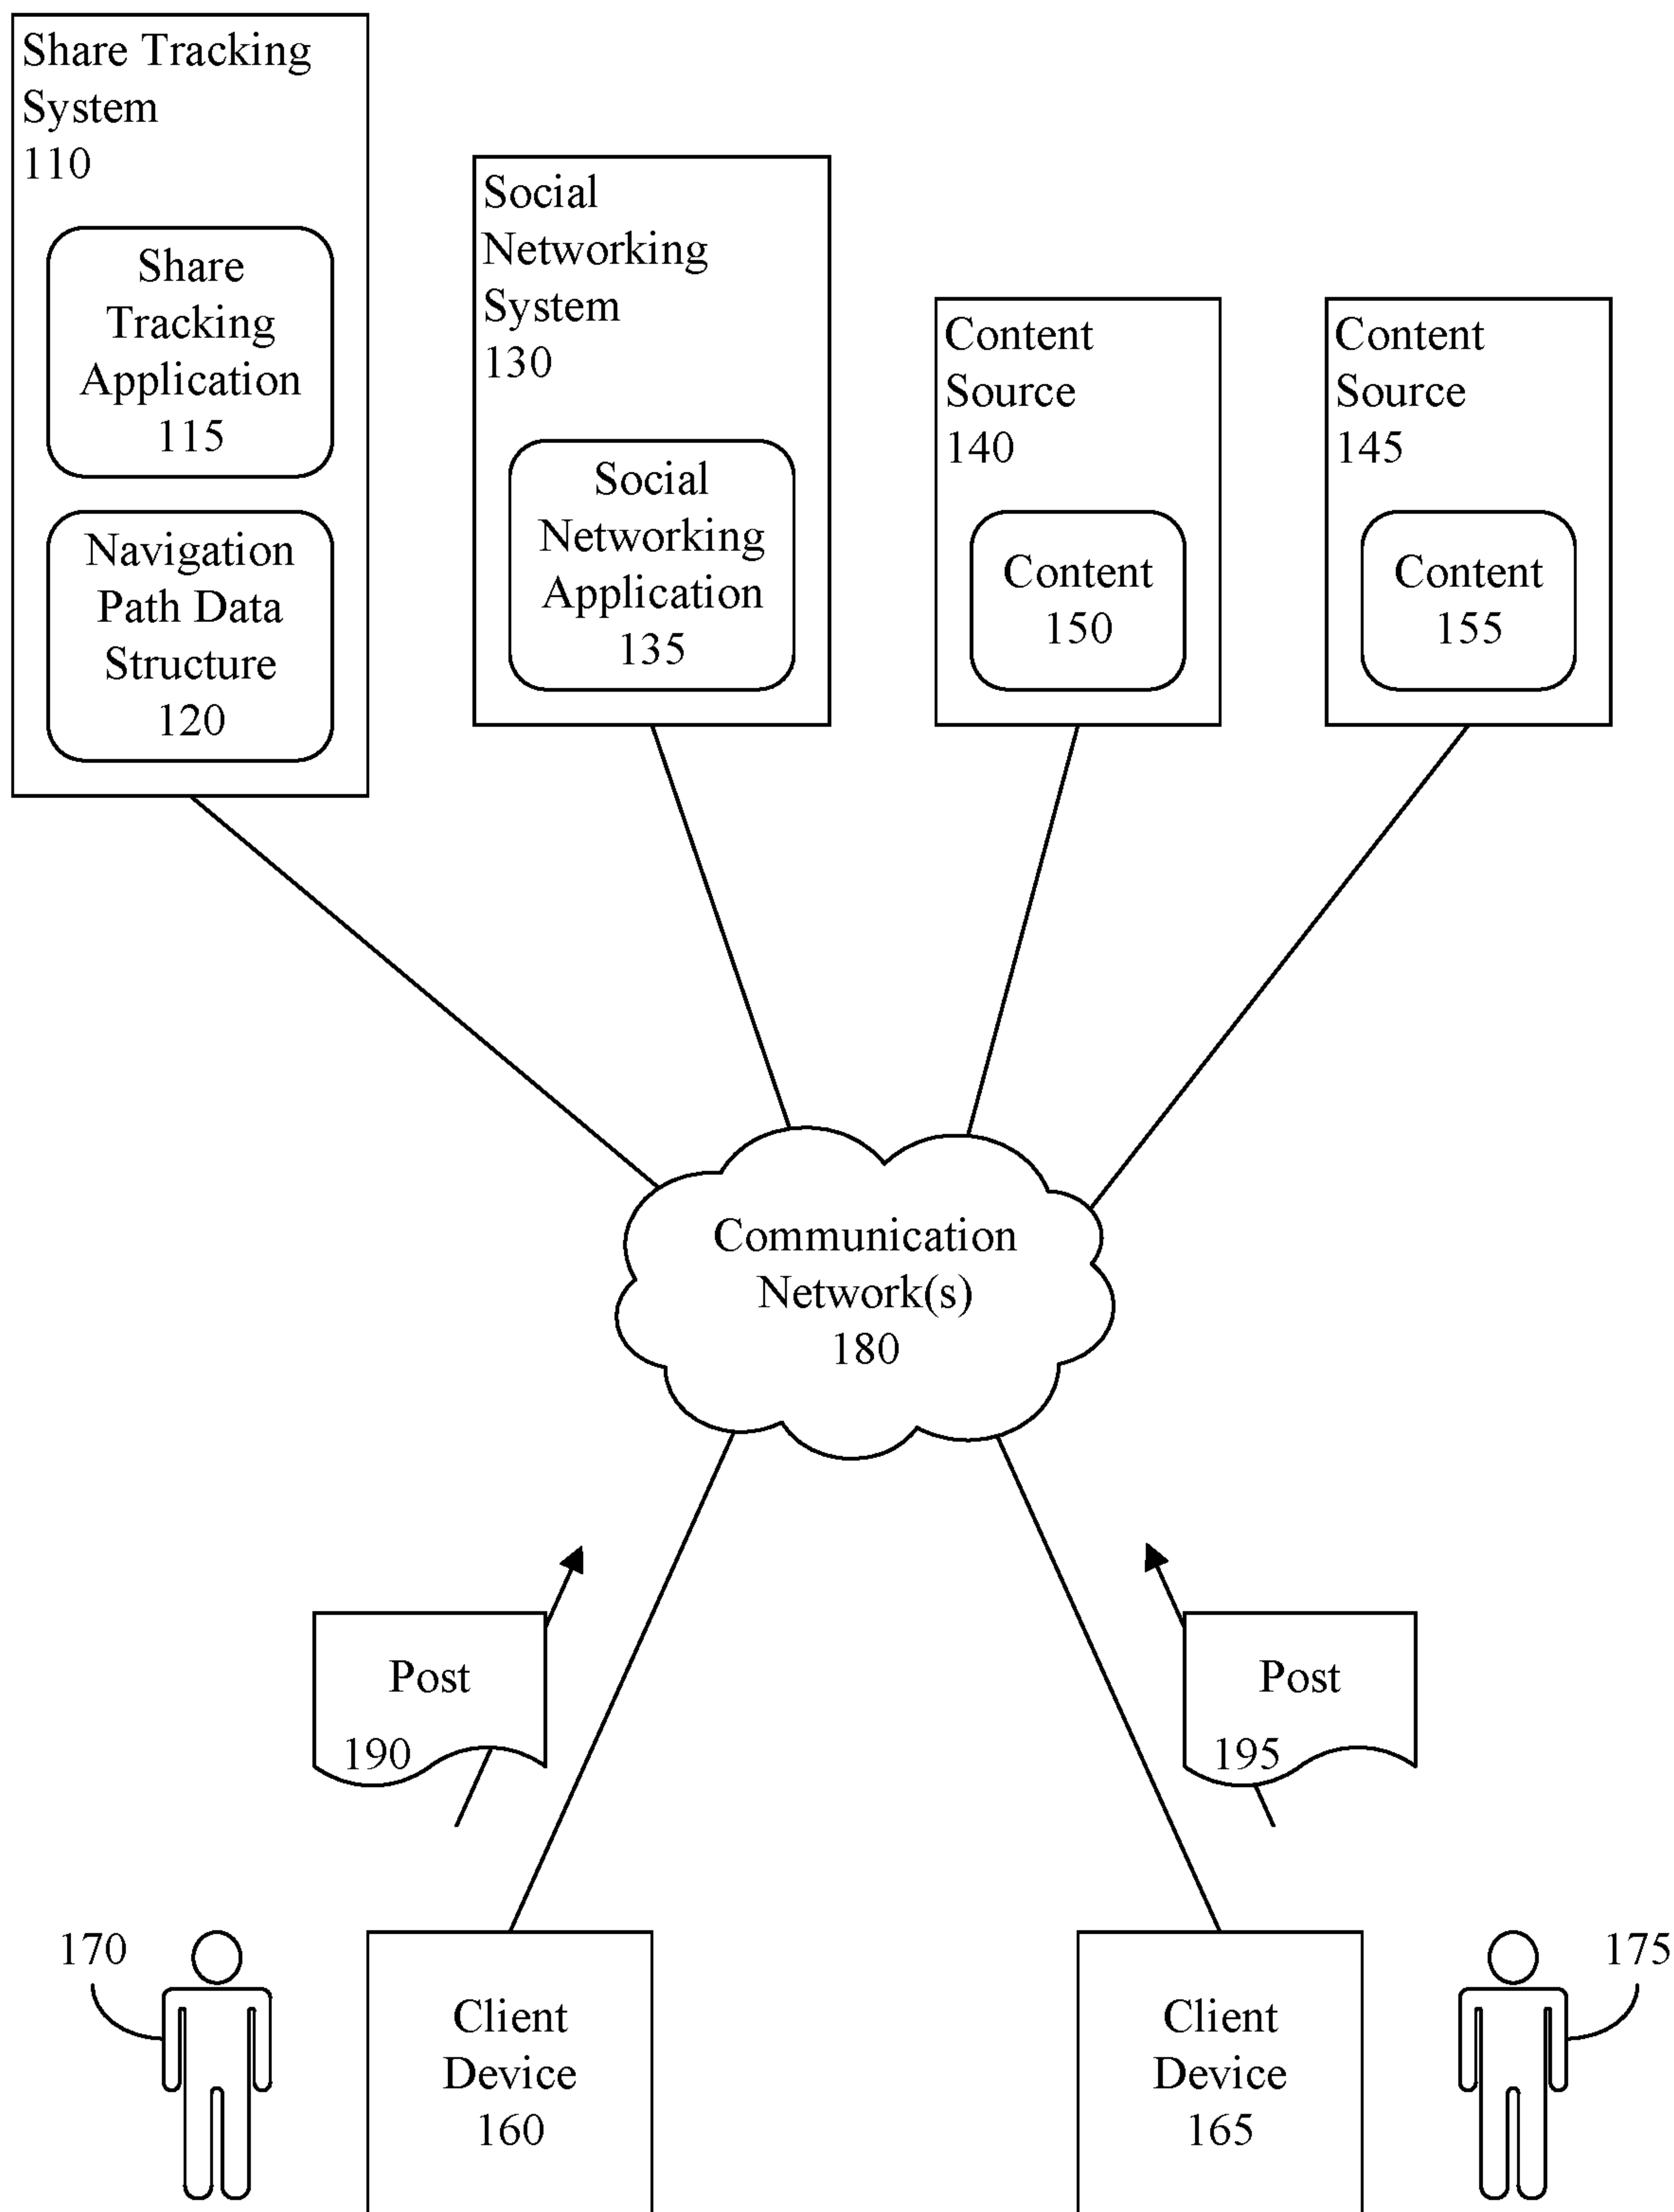 Share Tracking
System
110
Share
Tracking
Application
115
Navigation
Path Data
Structure
120
Social
Networking
System
130
Social
Networking
Application
135
Content
Source
140
Content
150
Content
Source
145
Content
155
Communication
Network(s)
180
Post
190
Post
195
170
Client
Device
160
Client
Device
165
175